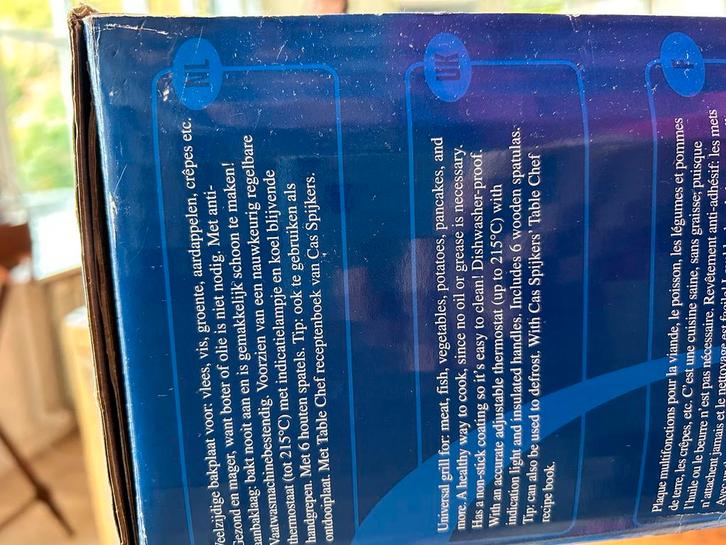 NL
Veelzijdige bakplaat voor: vlees, vis, groente, aardappelen, crêpes etc.
Gezond en mager, want boter of olie is niet nodig. Met anti-
aanbaklaag: bakt nooit aan en is gemakkelijk schoon te maken!
Vaatwasmachinebestendig. Voorzien van een nauwkeurig regelbare
thermostaat (tot 215°C) met indicatielampje en koel blijvende
handgrepen. Met 6 houten spatels. Tip: ook te gebruiken als
ontdooiplaat. Met Table Chef receptenboek van Cas Spijkers.
UK
Universal grill for: meat, fish, vegetables, potatoes, pancakes, and
more. A healthy way to cook, since no oil or grease is necessary.
Has a non-stick coating so it's easy to clean! Dishwasher-proof.
With an accurate adjustable thermostat (up to 215°C) with
indication light and insulated handles. Includes 6 wooden spatulas.
Tip: can also be used to defrost. With Cas Spijkers' Table Chef
recipe book.
F
Plaque multifonctions pour la viande, le poisson, les légumes et pommes
de terre, les crêpes, etc. C'est une cuisine saine, sans graisse; puisque
l'huile ou le beurre n'est pas nécessaire. Revêtement anti-adhésif: les mets
n'attachent jamais et le nettoyage